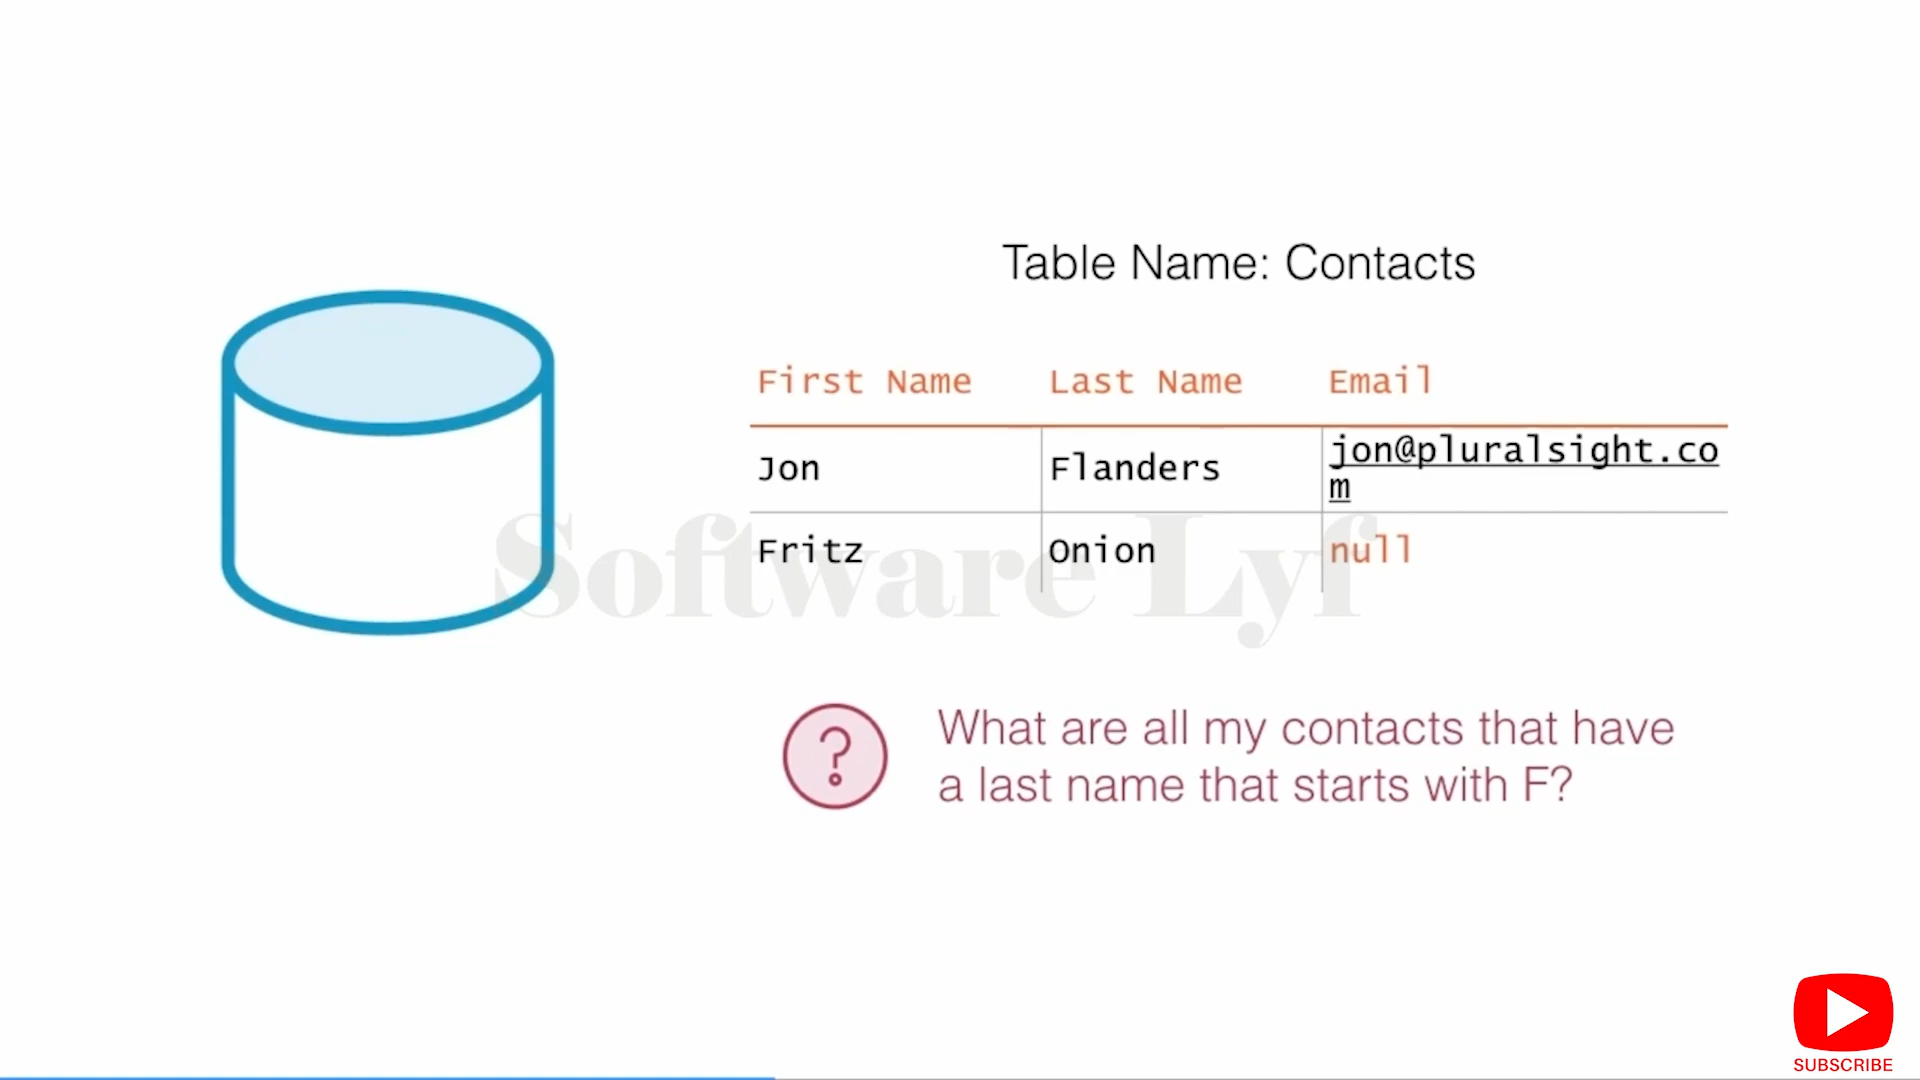 Table Name: Contacts
First Name Last Name Email
Jon Flanders jon@pluralsight.co
m
Fritz Onion null
Software Lyf
?
What are all my contacts that have
a last name that starts with F?
SUBSCRIBE